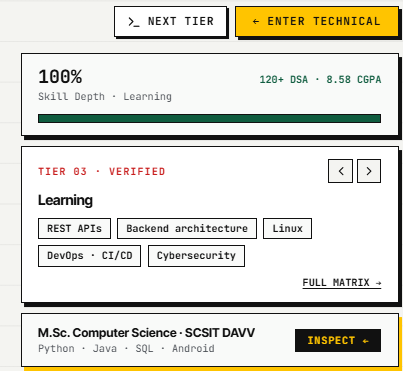 NEXT TIER
← ENTER TECHNICAL
100%
120+ DSA · 8.58 CGPA
Skill Depth · Learning
TIER 03 · VERIFIED
Learning
REST APIs
Backend architecture
Linux
DevOps · CI/CD
Cybersecurity
FULL MATRIX →
M.Sc. Computer Science · SCSIT DAVV
Python · Java · SQL · Android
INSPECT ←